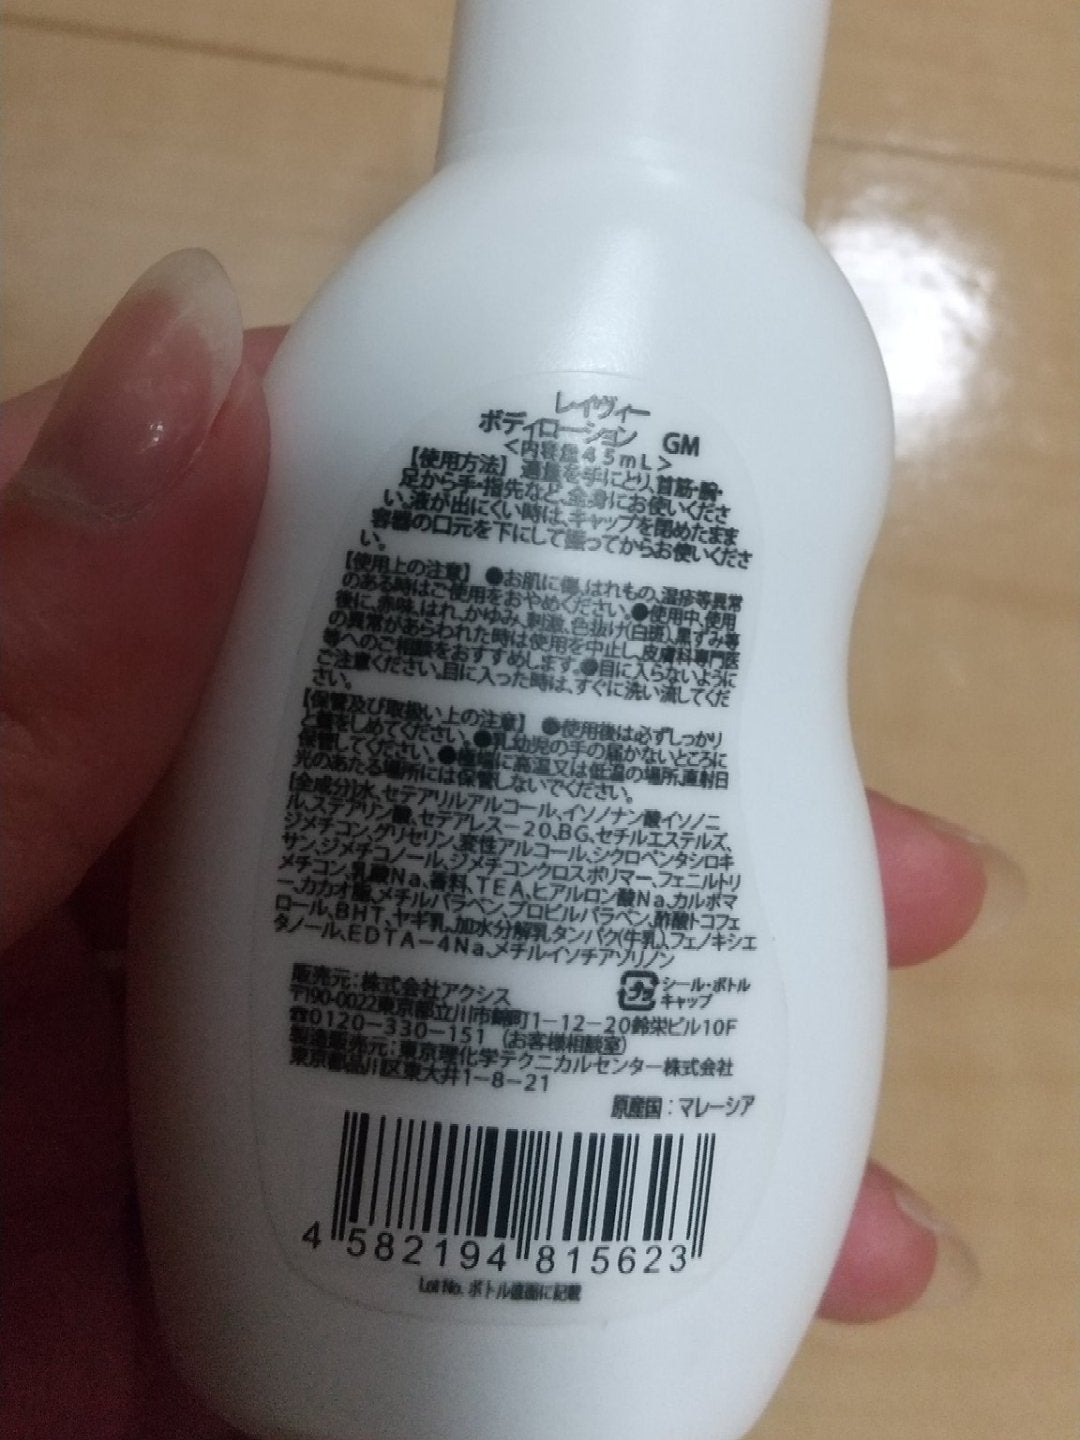 レイヴィー
ボディローション GM
<内容量45mL>
【使用方法】 適量を手にとり、首筋・腕・
足から手・指先など、全身にお使いくださ
い。液が出にくい時は、キャップを閉めたまま
容器の口元を下にして振ってからお使いくださ
い。
【使用上の注意】 ●お肌に傷、はれもの、湿疹等異常
のある時はご使用をおやめください。●使用中、使用
後に、赤味、はれ、かゆみ、刺激、色抜け(白斑)、黒ずみ等
の異常があらわれた時は使用を中止し、皮膚科専門医
等へのご相談をおすすめします。●目に入らないように
ご注意ください。目に入った時は、すぐに洗い流してくだ
さい。
【保管及び取扱い上の注意】 ●使用後は必ずしっかり
と蓋をしめてください。●乳幼児の手の届かないところに
保管してください。●極端に高温又は低温の場所、直射日
光のあたる場所には保管しないでください。
【全成分】水、セテアリルアルコール、イソノナン酸イソノニ
ル、ステアリン酸、セテアレス−20、BG、セチルエステルズ、
ジメチコン、グリセリン、変性アルコール、シクロペンタシロキ
サン、ジメチコノール、ジメチコンクロスポリマー、フェニルトリ
メチコン、乳酸Na、香料、TEA、ヒアルロン酸Na、カルボマ
ー、カカオ脂、メチルパラベン、プロピルパラベン、酢酸トコフェ
ロール、BHT、ヤギ乳、加水分解乳タンパク(牛乳)、フェノキシエ
タノール、EDTA−4Na、メチルイソチアゾリノン
販売元：株式会社アクシス
〒190-0022東京都立川市錦町1−12−20鈴栄ビル10F
☎0120−330−151 (お客様相談室)
製造販売元：東京理化学テクニカルセンター株式会社
東京都品川区東大井1−8−21
プラ
シール・ボトル
キャップ
原産国：マレーシア
4 582194 815623
Lot No. ボトル底面に記載